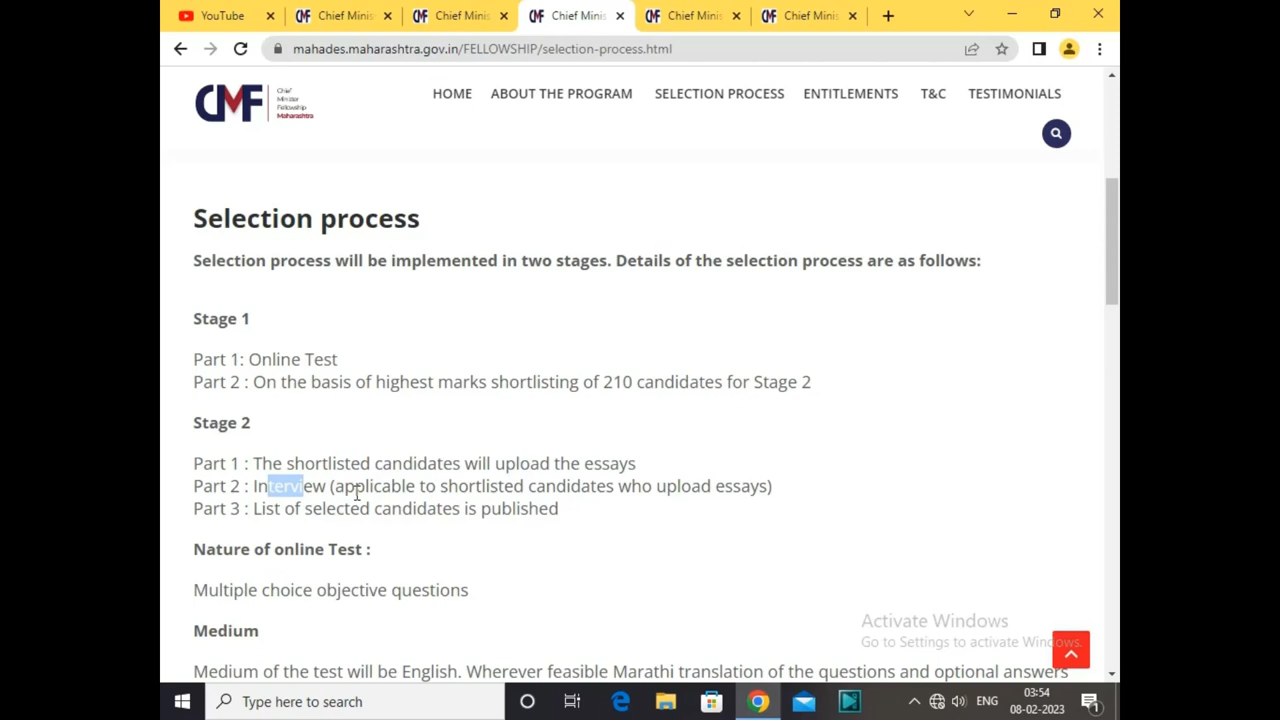 YouTube
Chief Minis
Chief Minis
Chief Minis
Chief Minis
Chief Minis
mahades.maharashtra.gov.in/FELLOWSHIP/selection-process.html
CMF
Chief
Minister
Fellowship
Maharashtra
HOME ABOUT THE PROGRAM SELECTION PROCESS ENTITLEMENTS T&C TESTIMONIALS
Selection process
Selection process will be implemented in two stages. Details of the selection process are as follows:
Stage 1
Part 1: Online Test
Part 2 : On the basis of highest marks shortlisting of 210 candidates for Stage 2
Stage 2
Part 1 : The shortlisted candidates will upload the essays
Part 2 : Interview (applicable to shortlisted candidates who upload essays)
Part 3 : List of selected candidates is published
Nature of online Test :
Multiple choice objective questions
Medium
Medium of the test will be English. Wherever feasible Marathi translation of the questions and optional answers
Activate Windows
Go to Settings to activate Windows.
Type here to search
ENG
03:54
08-02-2023
1